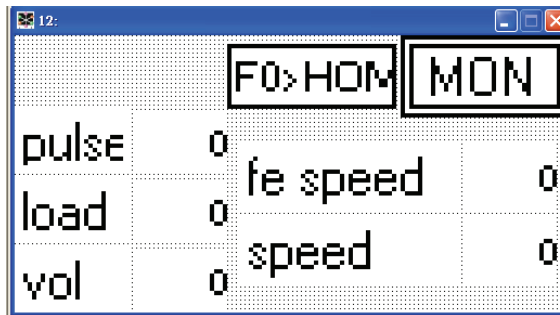 12:
F0>HOM MON
pulse 0
fe speed 0
load 0
speed 0
vol 0